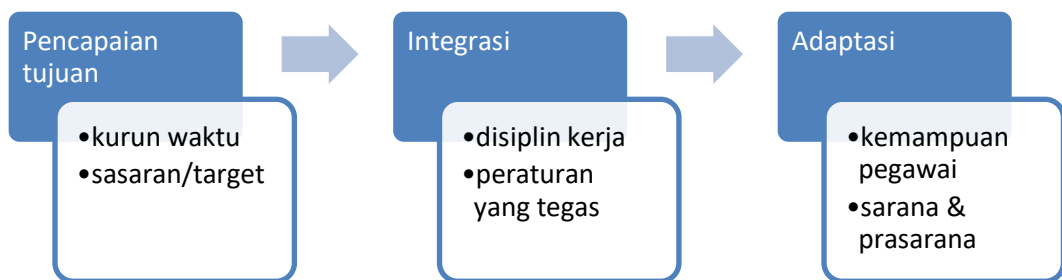 Pencapaian
tujuan
•kurun waktu
•sasaran/target
Integrasi
•disiplin kerja
•peraturan
yang tegas
Adaptasi
•kemampuan
pegawai
•sarana &
prasarana